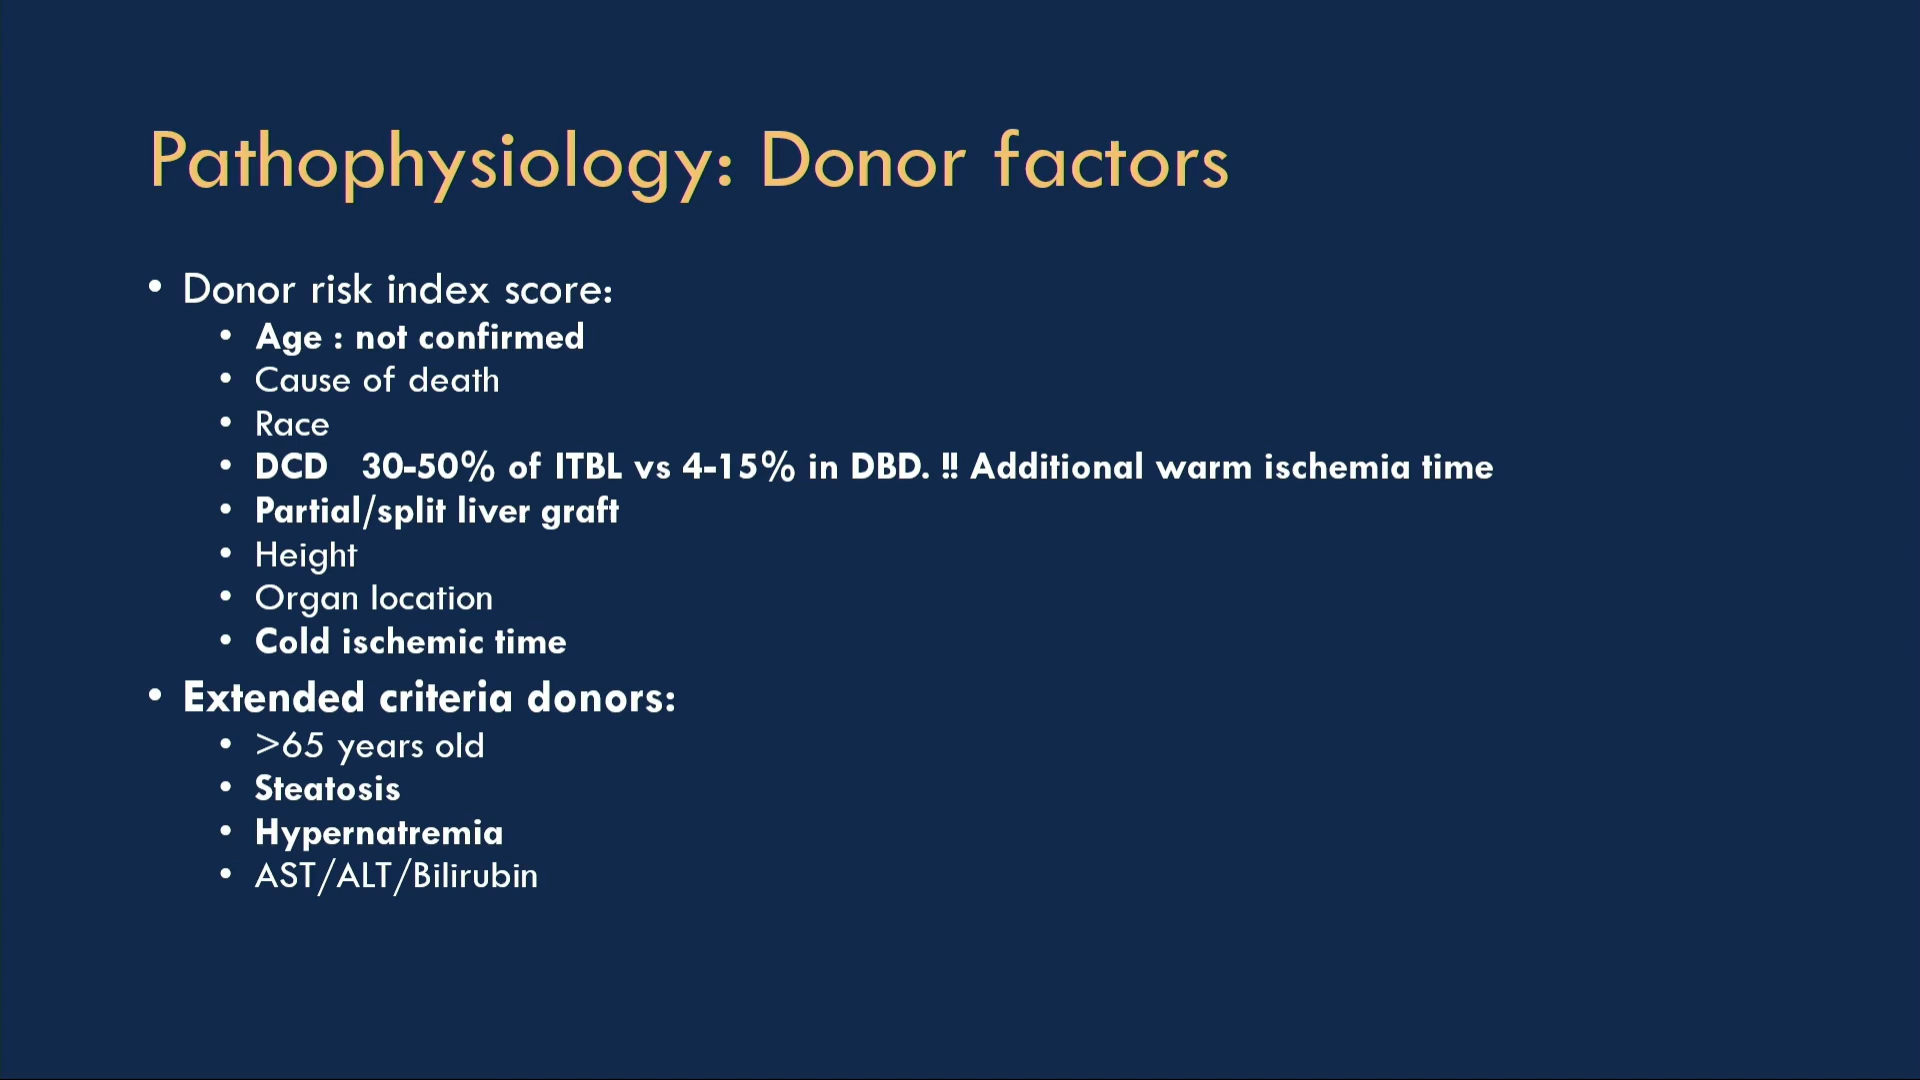 Pathophysiology: Donor factors
• Donor risk index score:
• Age : not confirmed
• Cause of death
• Race
• DCD 30-50% of ITBL vs 4-15% in DBD. !! Additional warm ischemia time
• Partial/split liver graft
• Height
• Organ location
• Cold ischemic time
• Extended criteria donors:
• >65 years old
• Steatosis
• Hypernatremia
• AST/ALT/Bilirubin